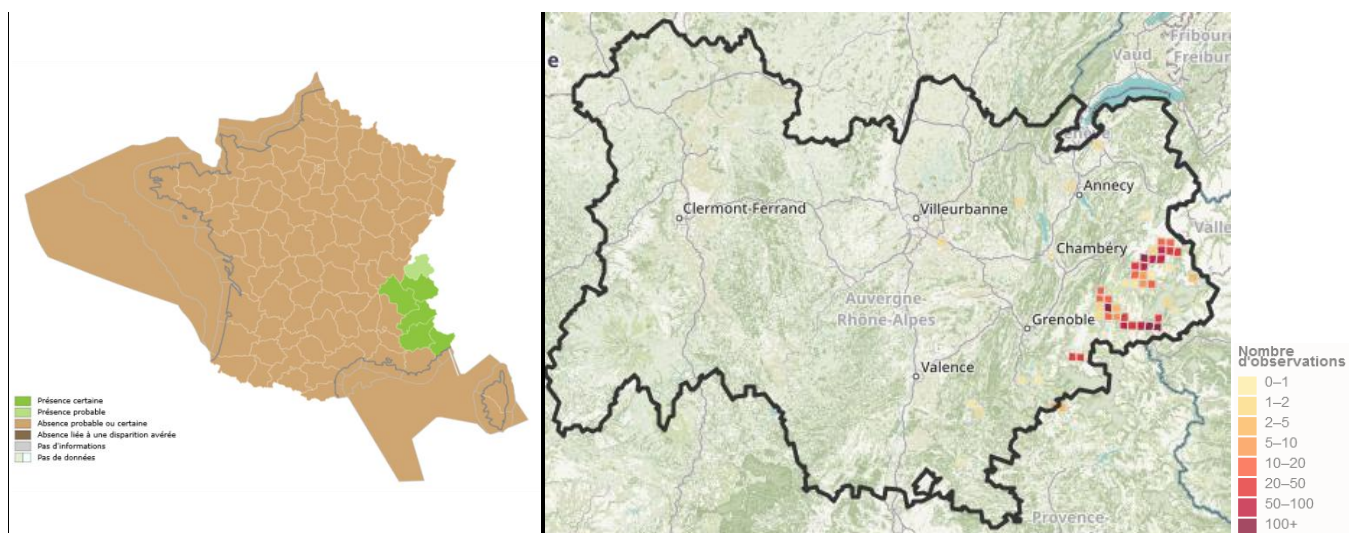 Présence certaine
Présence probable
Absence probable ou certaine
Absence liée à une disparition avérée
Pas d'informations
Pas de données
e
Vaud
Fribour
Freibur
Annecy
Clermont-Ferrand
Villeurbanne
Chambéry
Valle
Auvergne-
Rhône-Alpes
Grenoble
Valence
Provence-
Nombre
d'observations
0–1
1–2
2–5
5–10
10–20
20–50
50–100
100+